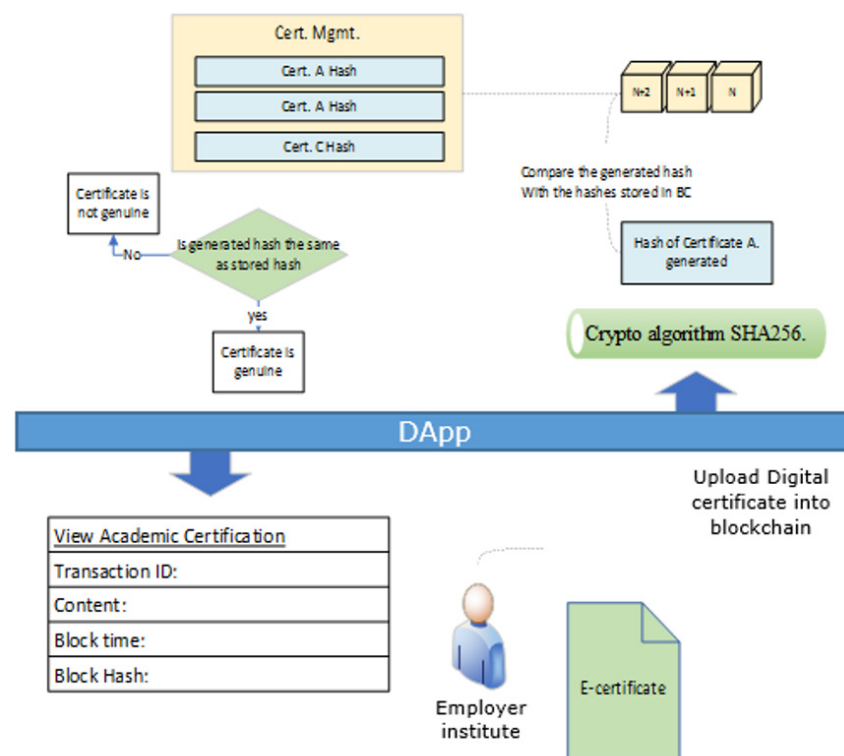 Cert. Mgmt.
Cert. A Hash
Cert. A Hash
Cert. C Hash
N+2
N+1
N
Compare the generated hash
With the hashes stored in BC
Hash of Certificate A.
generated
Certificate is
not genuine
No
Is generated hash the same
as stored hash
yes
Certificate is
genuine
Crypto algorithm SHA256.
DApp
Upload Digital
certificate into
blockchain
View Academic Certification
Transaction ID:
Content:
Block time:
Block Hash:
Employer
institute
E-certificate